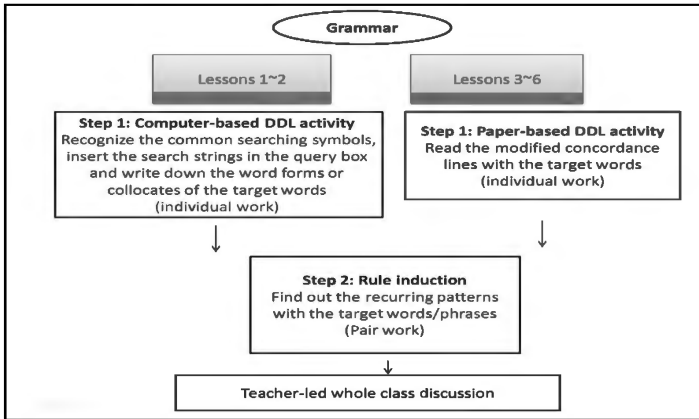 Grammar
Lessons 1~2
Lessons 3~6
Step 1: Computer-based DDL activity
Recognize the common searching symbols,
insert the search strings in the query box
and write down the word forms or
collocates of the target words
(individual work)
Step 1: Paper-based DDL activity
Read the modified concordance
lines with the target words
(individual work)
Step 2: Rule induction
Find out the recurring patterns
with the target words/phrases
(Pair work)
Teacher-led whole class discussion